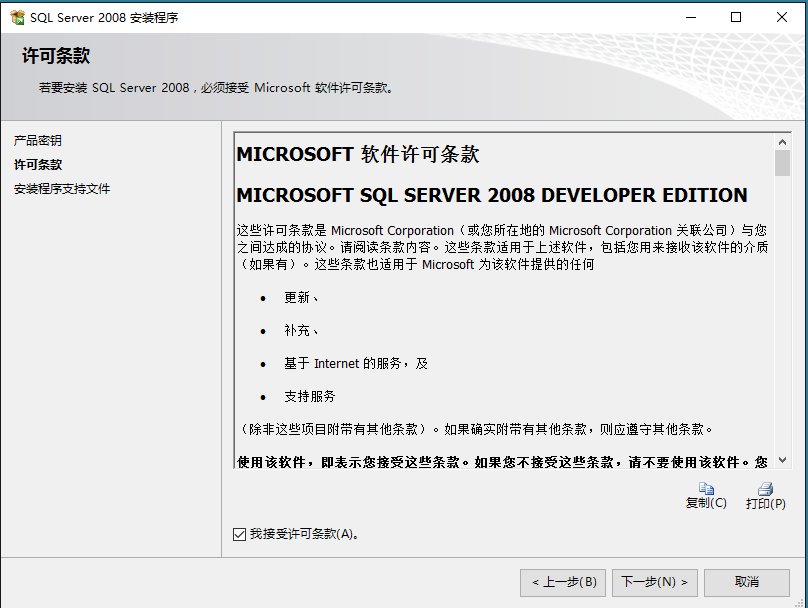 SQL Server 2008 安装程序
许可条款
若要安装 SQL Server 2008，必须接受 Microsoft 软件许可条款。
产品密钥
许可条款
安装程序支持文件
MICROSOFT 软件许可条款
MICROSOFT SQL SERVER 2008 DEVELOPER EDITION
这些许可条款是 Microsoft Corporation（或您所在地的 Microsoft Corporation 关联公司）与您
之间达成的协议。请阅读条款内容。这些条款适用于上述软件，包括您用来接收该软件的介质
（如果有）。这些条款也适用于 Microsoft 为该软件提供的任何
• 更新、
• 补充、
• 基于 Internet 的服务，及
• 支持服务
（除非这些项目附带有其他条款）。如果确实附带有其他条款，则应遵守其他条款。
使用该软件，即表示您接受这些条款。如果您不接受这些条款，请不要使用该软件。您
复制(C) 打印(P)
我接受许可条款(A)。
< 上一步(B) 下一步(N) > 取消